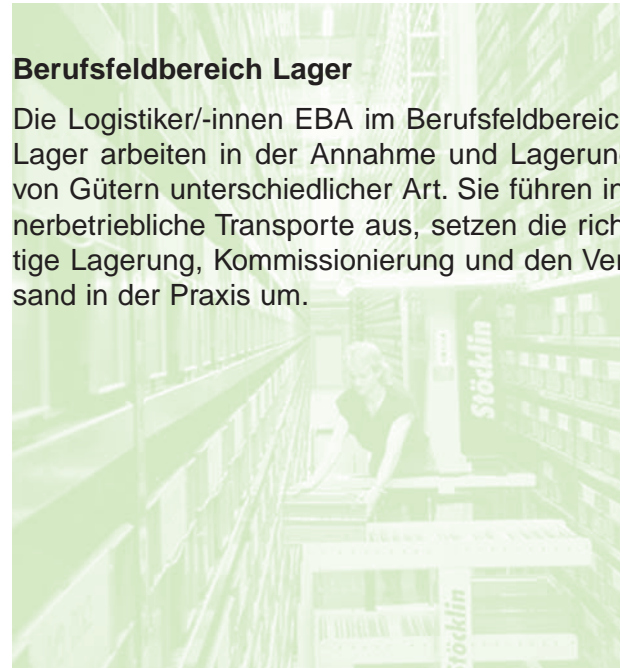 Berufsfeldbereich Lager
Die Logistiker/-innen EBA im Berufsfeldbereic
Lager arbeiten in der Annahme und Lagerun
von Gütern unterschiedlicher Art. Sie führen in
nerbetriebliche Transporte aus, setzen die rich
tige Lagerung, Kommissionierung und den Ver
sand in der Praxis um.
Stöcklin
Stöcklin